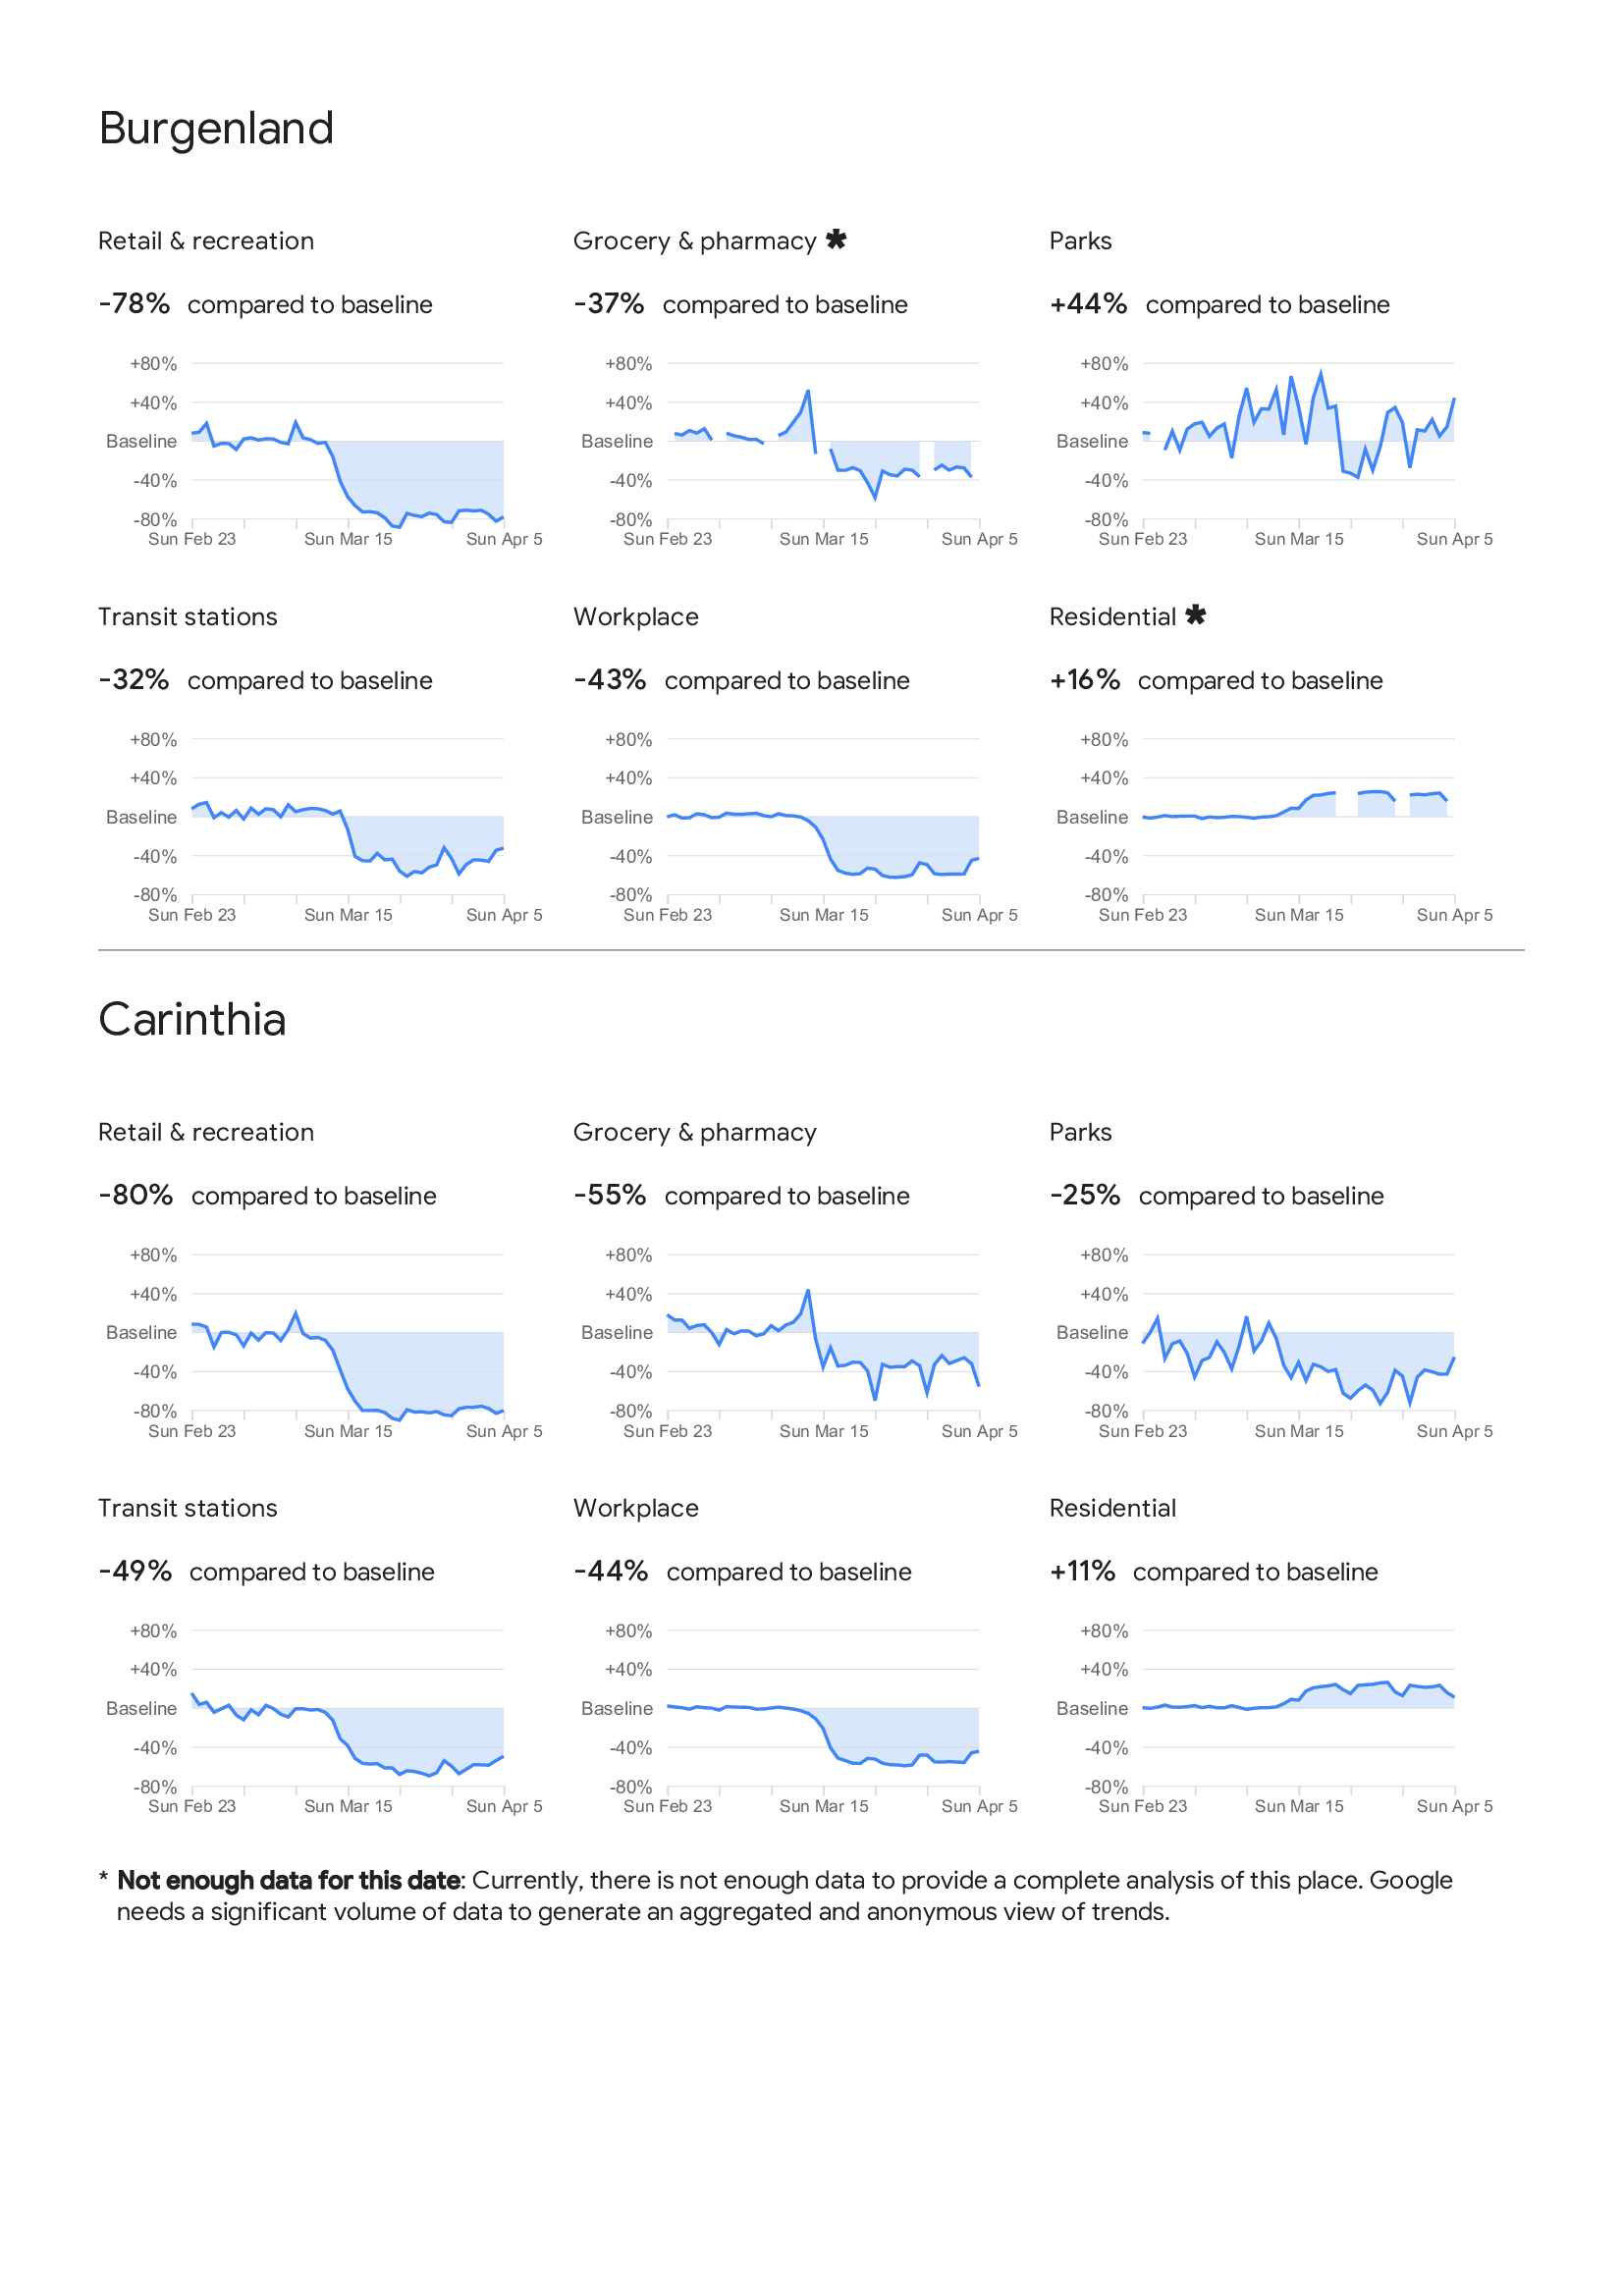 Burgenland
Retail & recreation
-78% compared to baseline
+80%
+40%
Baseline
-40%
-80%
Sun Feb 23 Sun Mar 15 Sun Apr 5
Grocery & pharmacy *
-37% compared to baseline
+80%
+40%
Baseline
-40%
-80%
Sun Feb 23 Sun Mar 15 Sun Apr 5
Parks
+44% compared to baseline
+80%
+40%
Baseline
-40%
-80%
Sun Feb 23 Sun Mar 15 Sun Apr 5
Transit stations
-32% compared to baseline
+80%
+40%
Baseline
-40%
-80%
Sun Feb 23 Sun Mar 15 Sun Apr 5
Workplace
-43% compared to baseline
+80%
+40%
Baseline
-40%
-80%
Sun Feb 23 Sun Mar 15 Sun Apr 5
Residential *
+16% compared to baseline
+80%
+40%
Baseline
-40%
-80%
Sun Feb 23 Sun Mar 15 Sun Apr 5
Carinthia
Retail & recreation
-80% compared to baseline
+80%
+40%
Baseline
-40%
-80%
Sun Feb 23 Sun Mar 15 Sun Apr 5
Grocery & pharmacy
-55% compared to baseline
+80%
+40%
Baseline
-40%
-80%
Sun Feb 23 Sun Mar 15 Sun Apr 5
Parks
-25% compared to baseline
+80%
+40%
Baseline
-40%
-80%
Sun Feb 23 Sun Mar 15 Sun Apr 5
Transit stations
-49% compared to baseline
+80%
+40%
Baseline
-40%
-80%
Sun Feb 23 Sun Mar 15 Sun Apr 5
Workplace
-44% compared to baseline
+80%
+40%
Baseline
-40%
-80%
Sun Feb 23 Sun Mar 15 Sun Apr 5
Residential
+11% compared to baseline
+80%
+40%
Baseline
-40%
-80%
Sun Feb 23 Sun Mar 15 Sun Apr 5
* Not enough data for this date: Currently, there is not enough data to provide a complete analysis of this place. Google
needs a significant volume of data to generate an aggregated and anonymous view of trends.